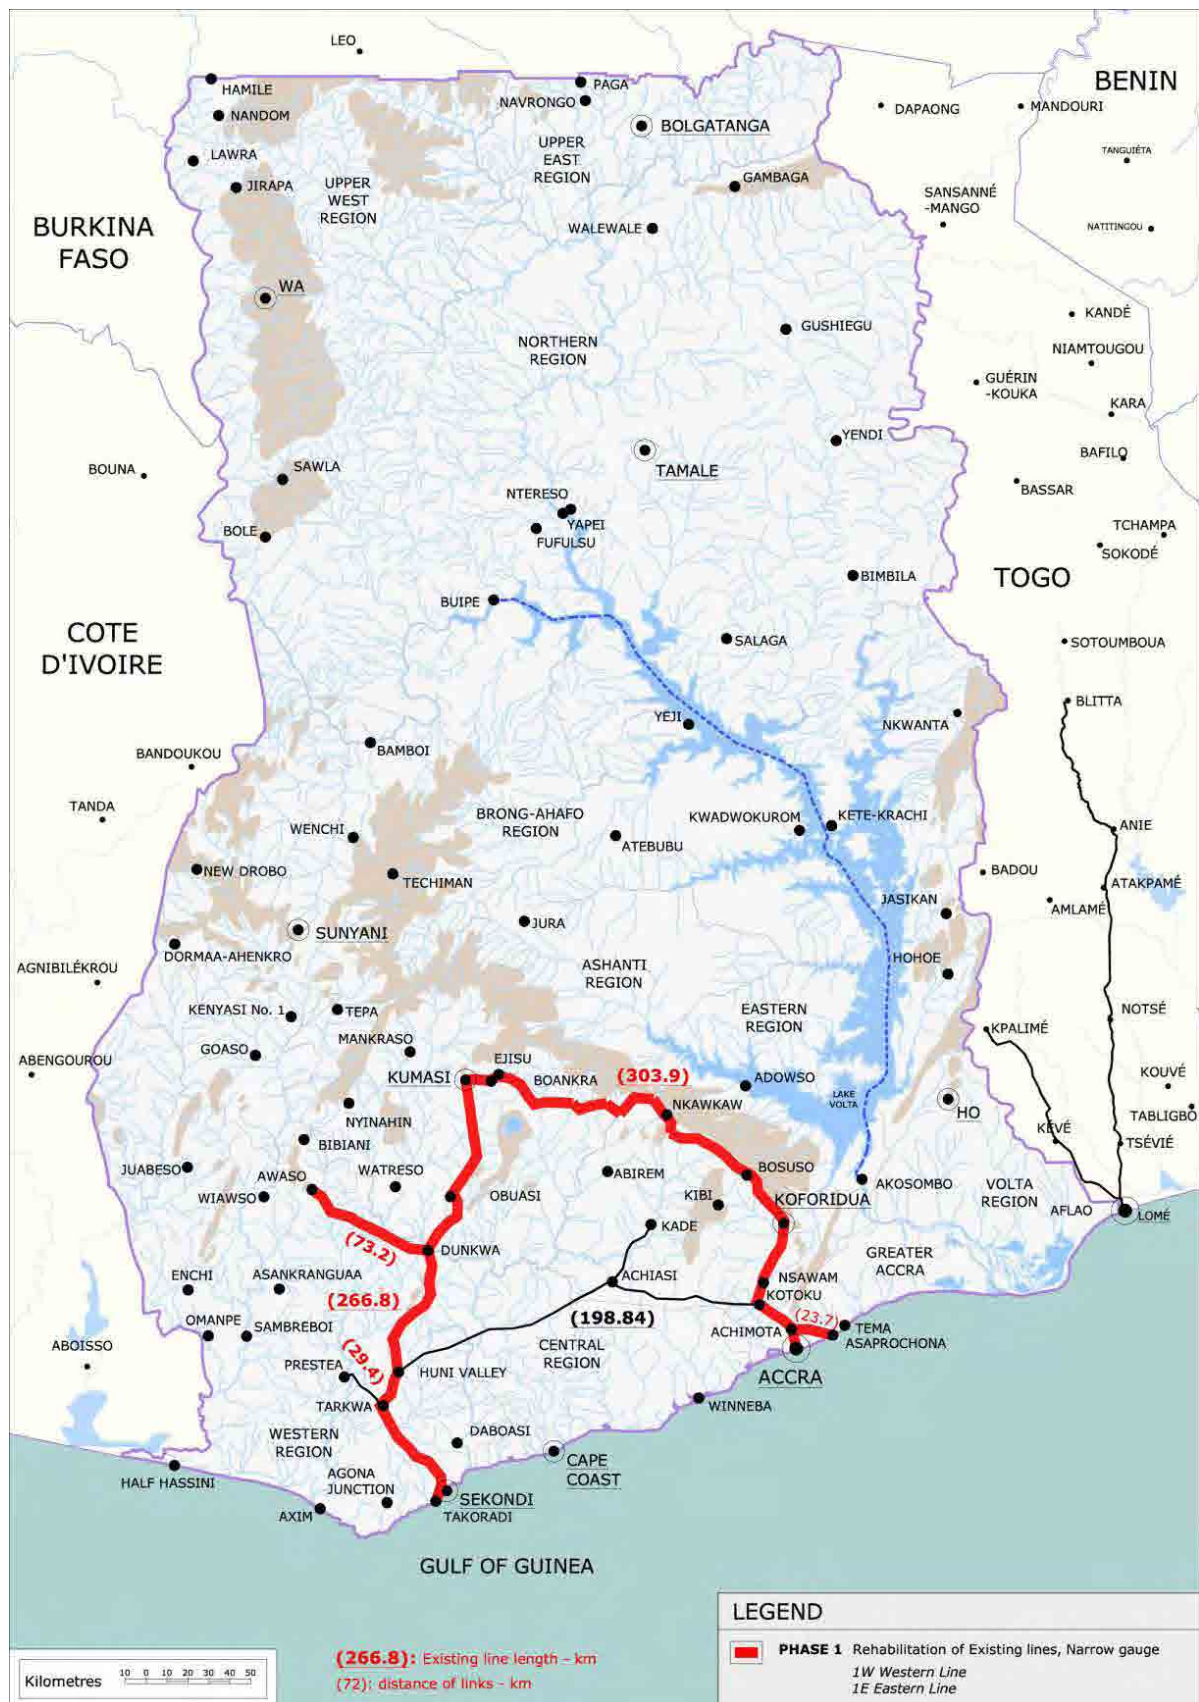 LEO
HAMILE
PAGA
BENIN
NAVRONGO
DAPAONG
MANDOURI
NANDOM
BOLGATANGA
UPPER
EAST
REGION
TANGUIÉTA
LAWRA
JIRAPA
UPPER
WEST
REGION
GAMBAGA
SANSANNÉ
-MANGO
BURKINA
FASO
WALEWALE
NATITINGOU
WA
KANDÉ
GUSHIEGU
NORTHERN
REGION
NIAMTOUGOU
GUÉRIN
-KOUKA
KARA
YENDI
BAFILO
BOUNA
SAWLA
TAMALE
BASSAR
NTERESO
YAPEI
FUFULSU
TCHAMPA
BOLE
SOKODÉ
BIMBILA
TOGO
BUIPE
COTE
D'IVOIRE
SALAGA
SOTOUMBOUA
BLITTA
YEJI
NKWANTA
BAMBOI
BANDOUKOU
TANDA
BRONG-AHAFO
REGION
KWADWOKUROM
KETE-KRACHI
WENCHI
ANIE
ATEBUBU
NEW DROBO
TECHIMAN
BADOU
ATAKPAMÉ
JASIKAN
AMLAMÉ
SUNYANI
JURA
DORMAA-AHENKRO
HOHOE
AGNIBILÉKROU
ASHANTI
REGION
KENYASI No. 1
TEPA
EASTERN
REGION
NOTSÉ
KPALIMÉ
MANKRASO
GOASO
EJISU
ABENGOUROU
KUMASI
BOANKRA
(303.9)
ADOWSO
KOUVÉ
LAKE
VOLTA
NYINAHIN
NKAWKAW
HO
TABLIGBO
BIBIANI
KÉVÉ
TSÉVIÉ
JUABESO
AWASO
WATRESO
ABIREM
BOSUSO
WIAWSO
OBUASI
KIBI
KOFORIDUA
AKOSOMBO
VOLTA
REGION
AFLAO
LOMÉ
KADE
(73.2)
DUNKWA
GREATER
ACCRA
ENCHI
ASANKRANGUAA
ACHIASI
NSAWAM
(266.8)
KOTOKU
(198.84)
(23.7)
OMANPE
SAMBREBOI
ACHIMOTA
TEMA
ASAPROCHONA
CENTRAL
REGION
ABOISSO
PRESTEA
(29.4)
HUNI VALLEY
ACCRA
TARKWA
WINNEBA
WESTERN
REGION
DABOASI
CAPE
COAST
HALF HASSINI
AGONA
JUNCTION
SEKONDI
AXIM
TAKORADI
GULF OF GUINEA
LEGEND
PHASE 1 Rehabilitation of Existing lines, Narrow gauge
1W Western Line
1E Eastern Line
(266.8): Existing line length - km
(72): distance of links - km
Kilometres 10 0 10 20 30 40 50